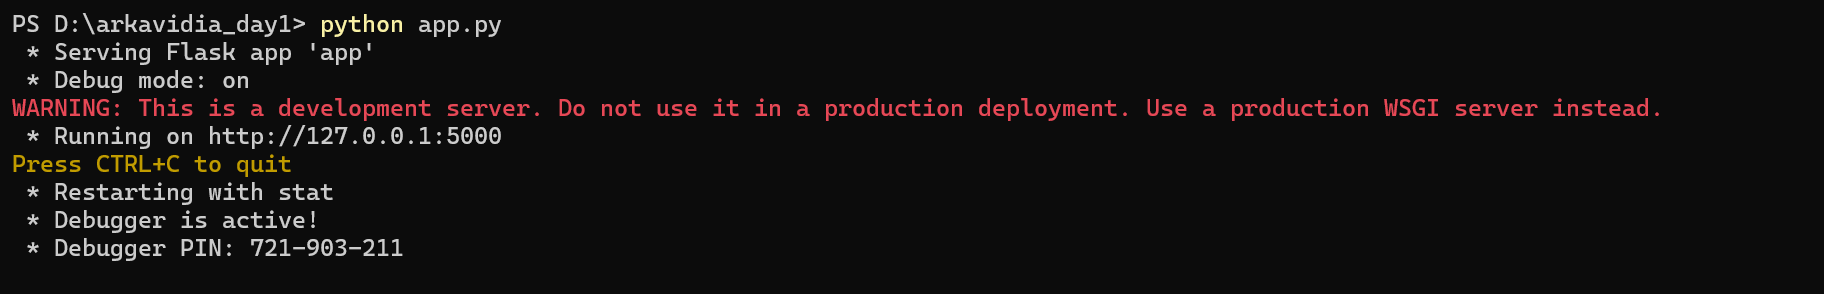 PS D:\arkavidia_day1> python app.py
 * Serving Flask app 'app'
 * Debug mode: on
WARNING: This is a development server. Do not use it in a production deployment. Use a production WSGI server instead.
 * Running on http://127.0.0.1:5000
Press CTRL+C to quit
 * Restarting with stat
 * Debugger is active!
 * Debugger PIN: 721-903-211